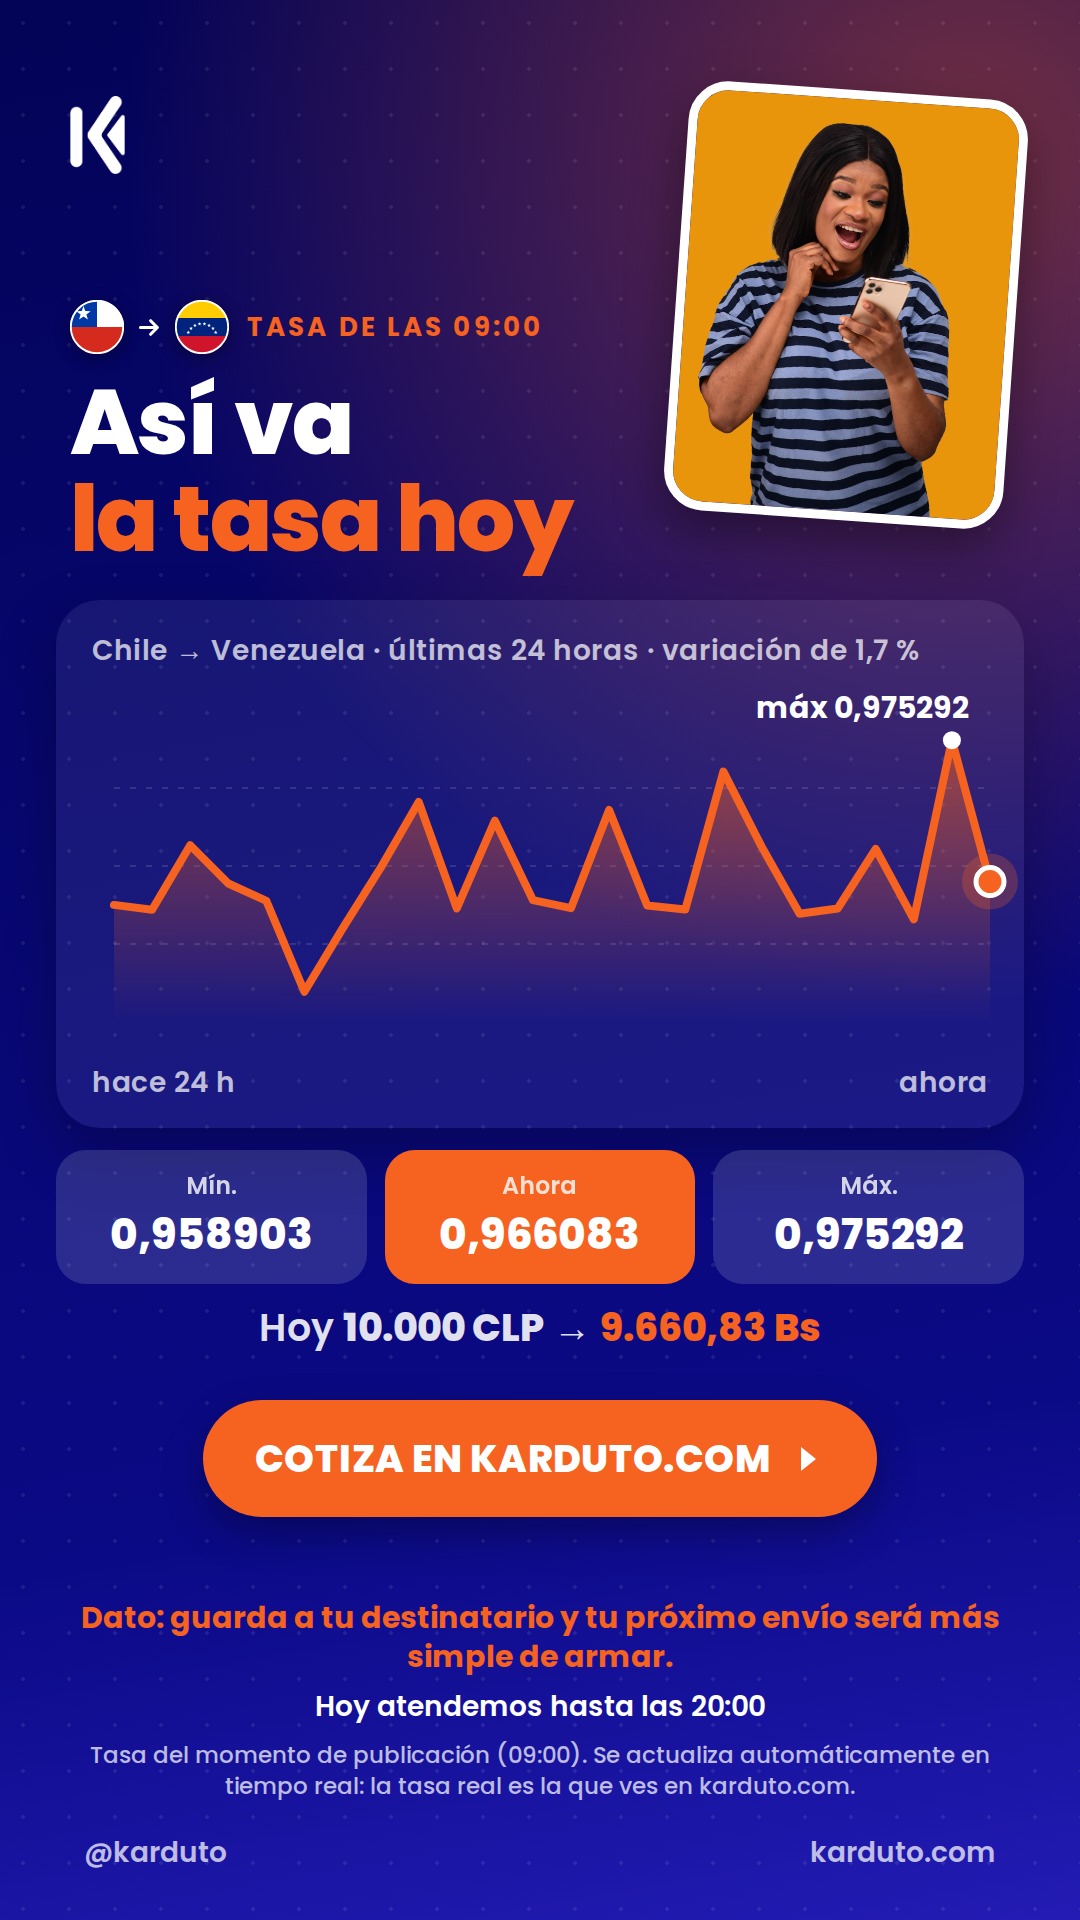 TASA DE LAS 09:00
Así va
la tasa hoy
Chile → Venezuela · últimas 24 horas · variación de 1,7 %
máx 0,975292
hace 24 h
ahora
Mín.
0,958903
Ahora
0,966083
Máx.
0,975292
Hoy 10.000 CLP → 9.660,83 Bs
COTIZA EN KARDUTO.COM
Dato: guarda a tu destinatario y tu próximo envío será más
simple de armar.
Hoy atendemos hasta las 20:00
Tasa del momento de publicación (09:00). Se actualiza automáticamente en
tiempo real: la tasa real es la que ves en karduto.com.
@karduto
karduto.com